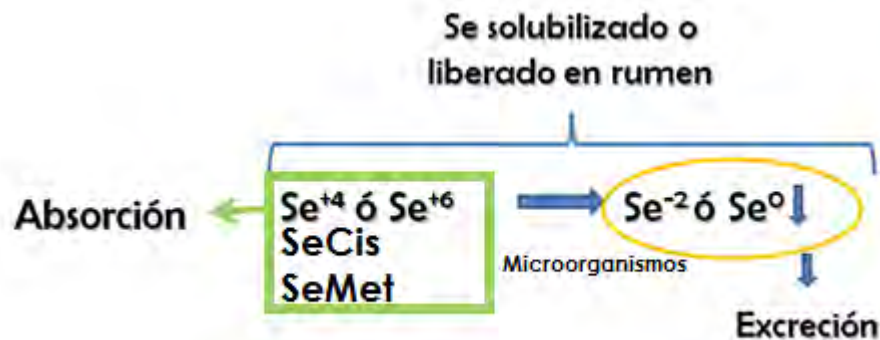 Se solubilizado o
liberado en rumen
Absorción
Se⁺⁴ ó Se⁺⁶
SeCis
SeMet
Microorganismos
Se⁻² ó Se⁰
Excreción